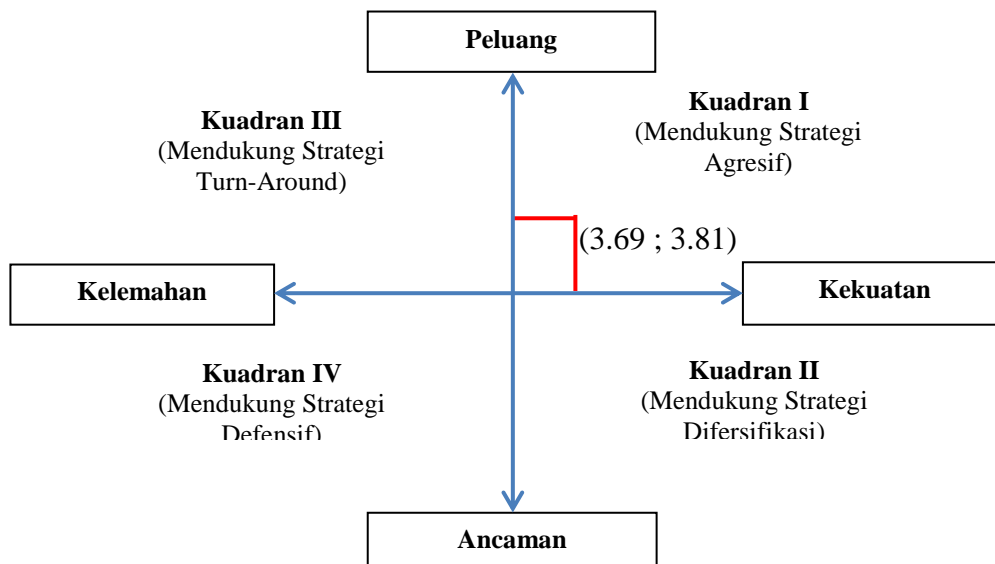 Peluang
Kuadran I
(Mendukung Strategi
Agresif)
Kuadran III
(Mendukung Strategi
Turn-Around)
(3.69 ; 3.81)
Kelemahan
Kekuatan
Kuadran IV
(Mendukung Strategi
Defensif)
Kuadran II
(Mendukung Strategi
Difersifikasi)
Ancaman